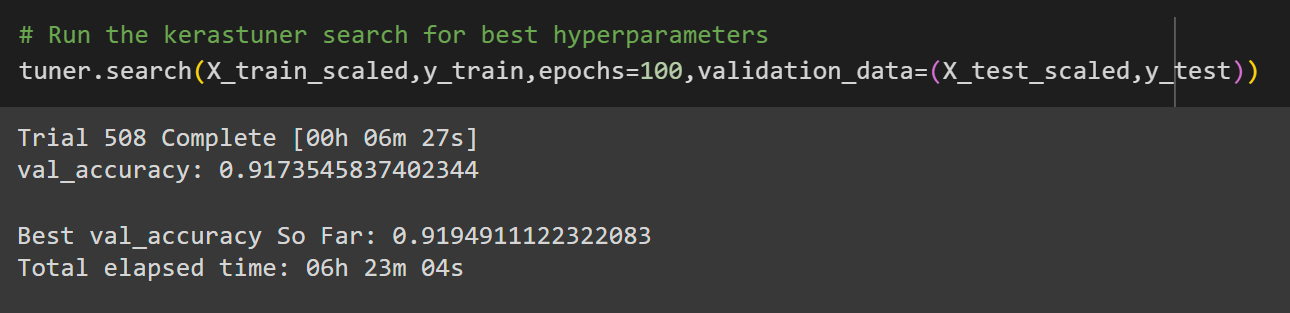 # Run the kerastuner search for best hyperparameters
tuner.search(X_train_scaled,y_train,epochs=100,validation_data=(X_test_scaled,y_test))
Trial 508 Complete [00h 06m 27s]
val_accuracy: 0.9173545837402344
Best val_accuracy So Far: 0.9194911122322083
Total elapsed time: 06h 23m 04s